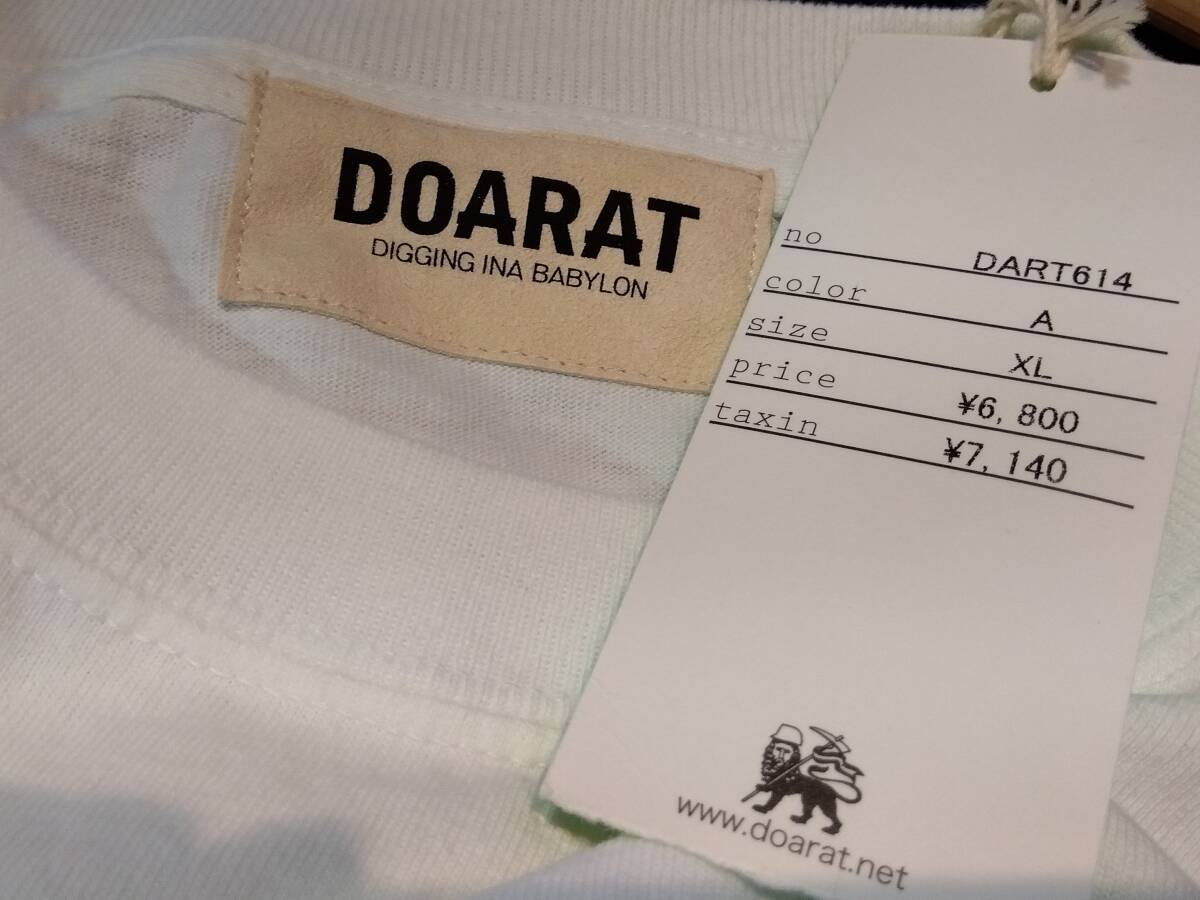 DOARAT
DIGGING INA BABYLON
no DART614
color A
size XL
price ¥6,800
taxin ¥7,140
www.doarat.net